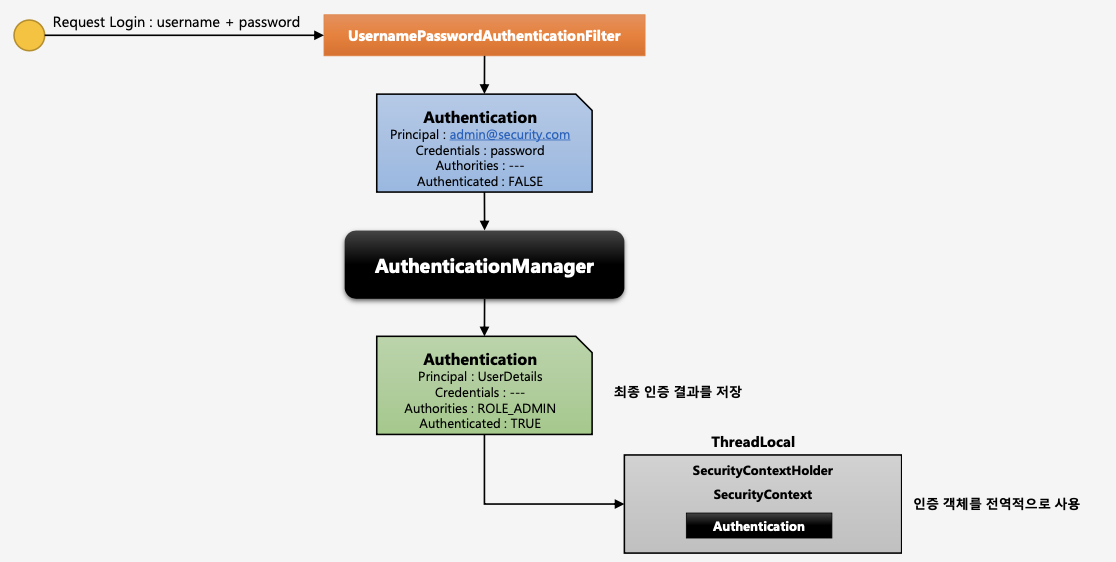 Request Login : username + password
UsernamePasswordAuthenticationFilter
Authentication
Principal : admin@security.com
Credentials : password
Authorities : ---
Authenticated : FALSE
AuthenticationManager
Authentication
Principal : UserDetails
Credentials : ---
Authorities : ROLE_ADMIN
Authenticated : TRUE
최종 인증 결과를 저장
ThreadLocal
SecurityContextHolder
SecurityContext
Authentication
인증 객체를 전역적으로 사용